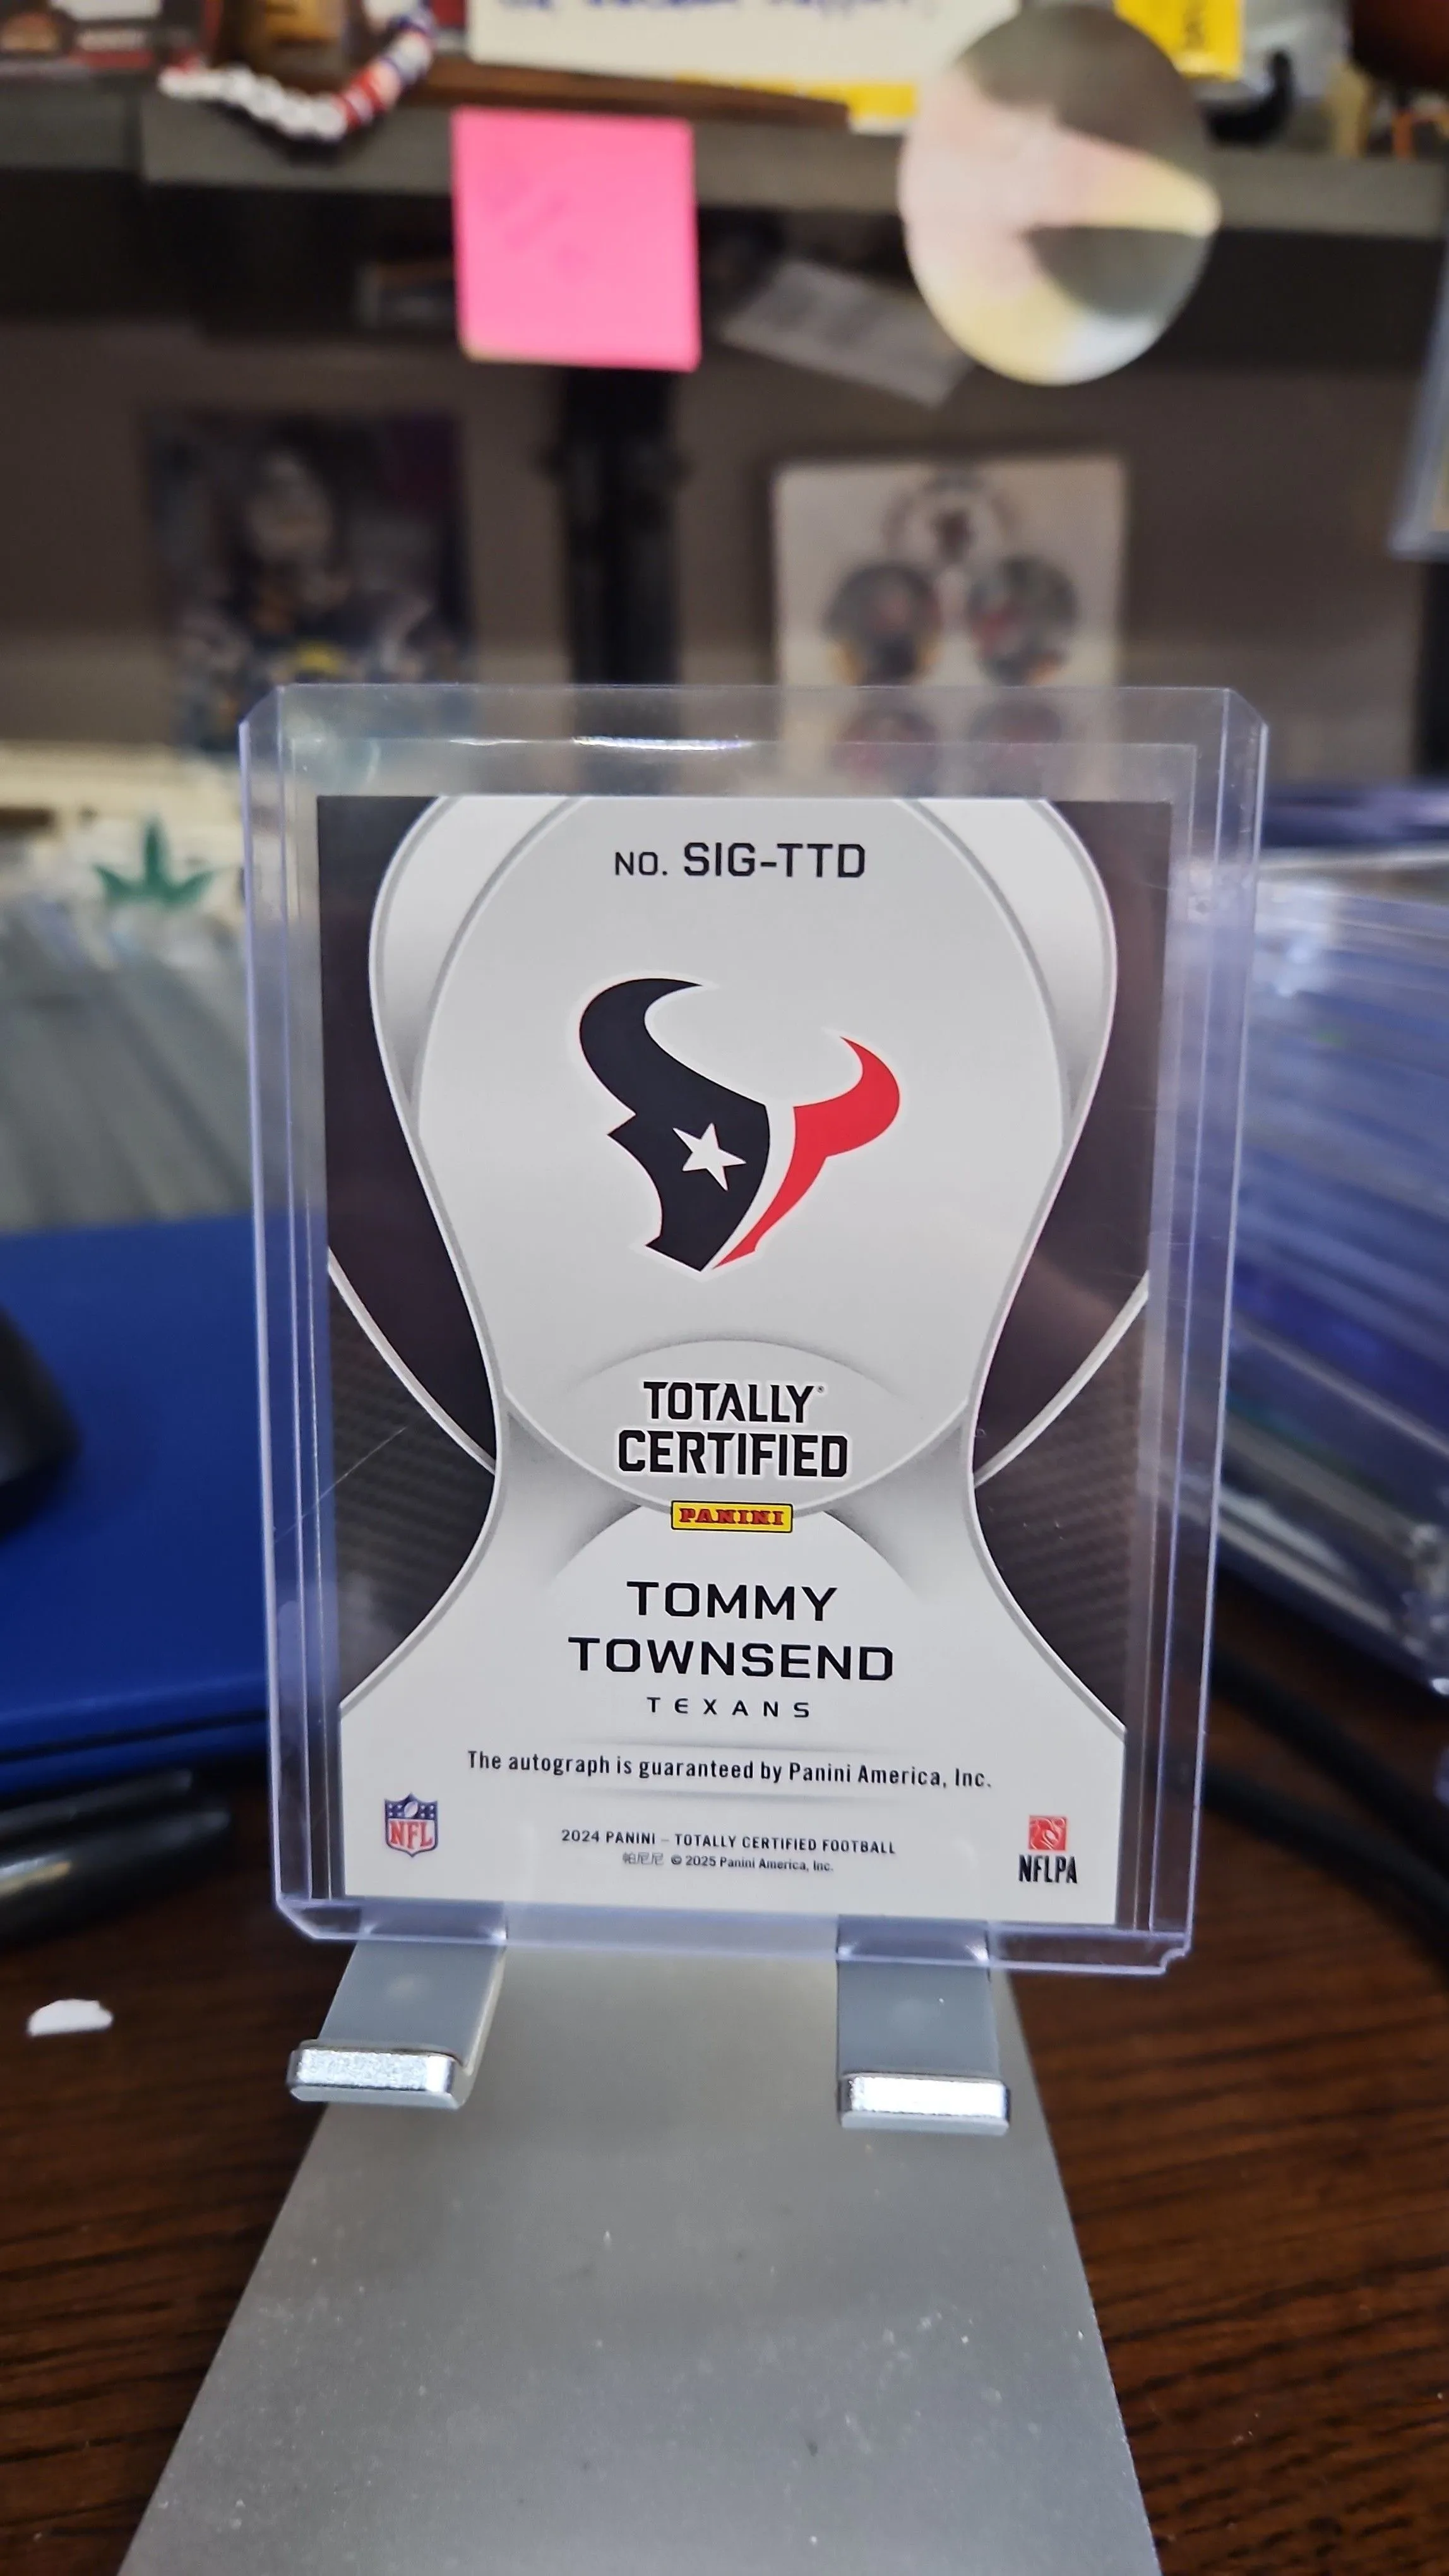 NO. SIG-TTD
TOTALLY®
CERTIFIED
PANINI
TOMMY
TOWNSEND
TEXANS
The autograph is guaranteed by Panini America, Inc.
NFL
2024 PANINI – TOTALLY CERTIFIED FOOTBALL
帕尼尼 © 2025 Panini America, Inc.
NFLPA